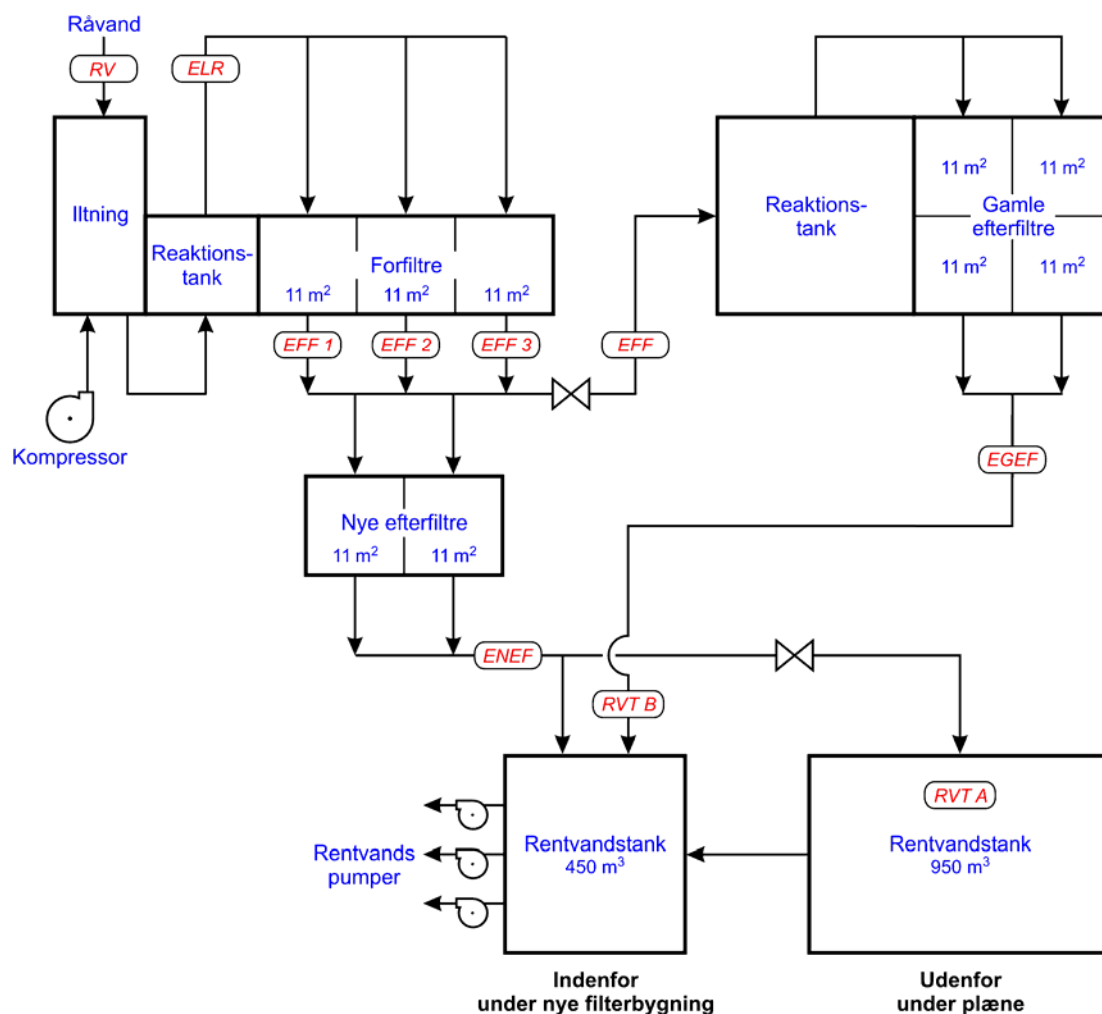 Råvand
RV
ELR
Iltning
Reaktions-
tank
Forfiltre
11 m²
11 m²
11 m²
Reaktions-
tank
11 m²
11 m²
Gamle
efterfiltre
11 m²
11 m²
EFF 1
EFF 2
EFF 3
EFF
Kompressor
EGEF
Nye efterfiltre
11 m²
11 m²
ENEF
RVT B
RVT A
Rentvands
pumper
Rentvandstank
450 m³
Rentvandstank
950 m³
Indenfor
under nye filterbygning
Udenfor
under plæne